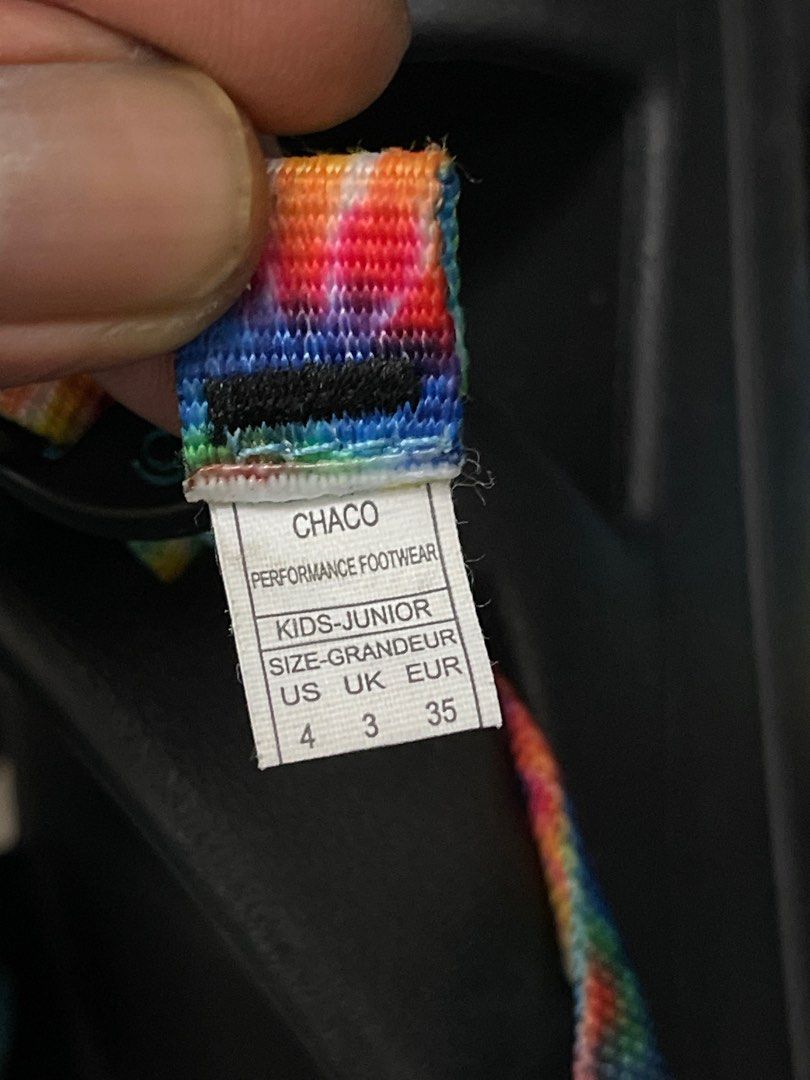 CHACO
PERFORMANCE FOOTWEAR
KIDS-JUNIOR
SIZE-GRANDEUR
US UK EUR
4 3 35